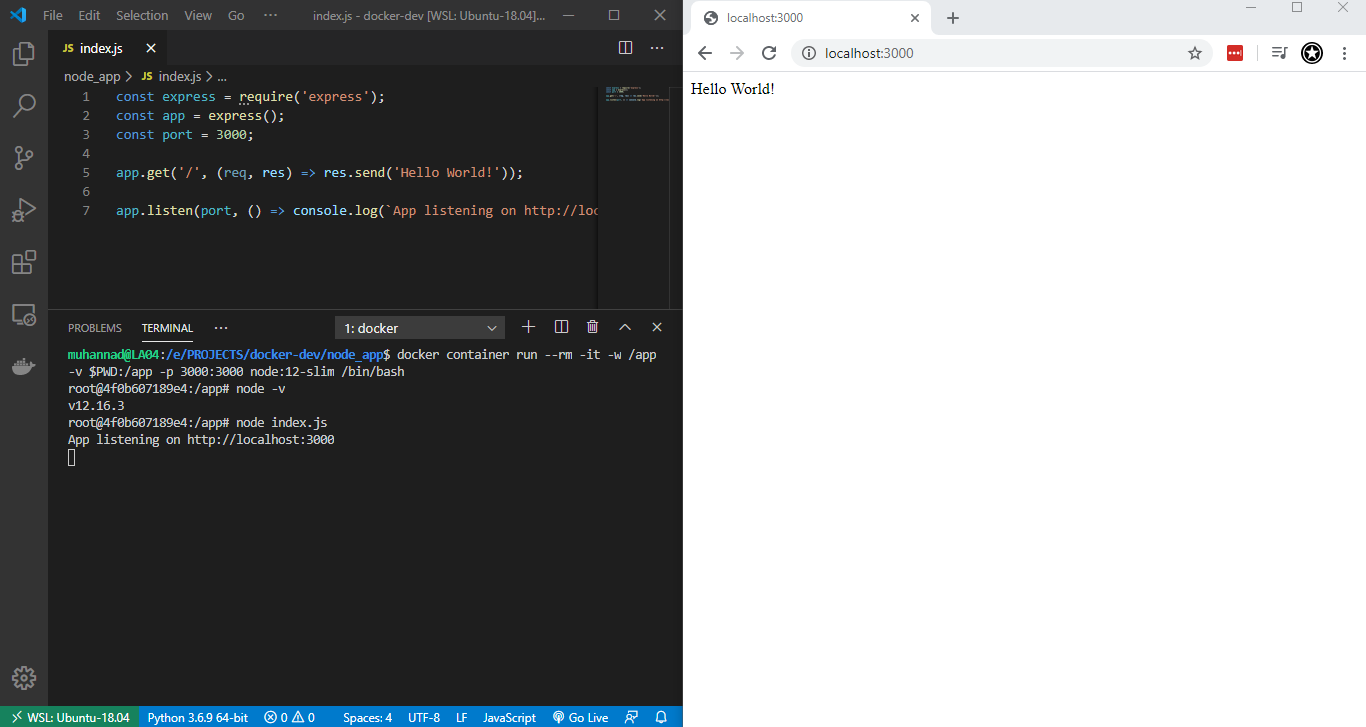 File Edit Selection View Go ··· index.js - docker-dev [WSL: Ubuntu-18.04]...
JS index.js
node_app > JS index.js > ...
1 const express = require('express');
2 const app = express();
3 const port = 3000;
4
5 app.get('/', (req, res) => res.send('Hello World!'));
6
7 app.listen(port, () => console.log(`App listening on http://loc
PROBLEMS TERMINAL ··· 1: docker
muhannad@LA04:/e/PROJECTS/docker-dev/node_app$ docker container run --rm -it -w /app
-v $PWD:/app -p 3000:3000 node:12-slim /bin/bash
root@4f0b607189e4:/app# node -v
v12.16.3
root@4f0b607189e4:/app# node index.js
App listening on http://localhost:3000
WSL: Ubuntu-18.04 Python 3.6.9 64-bit 0 0 Spaces: 4 UTF-8 LF JavaScript Go Live
localhost:3000
localhost:3000
Hello World!